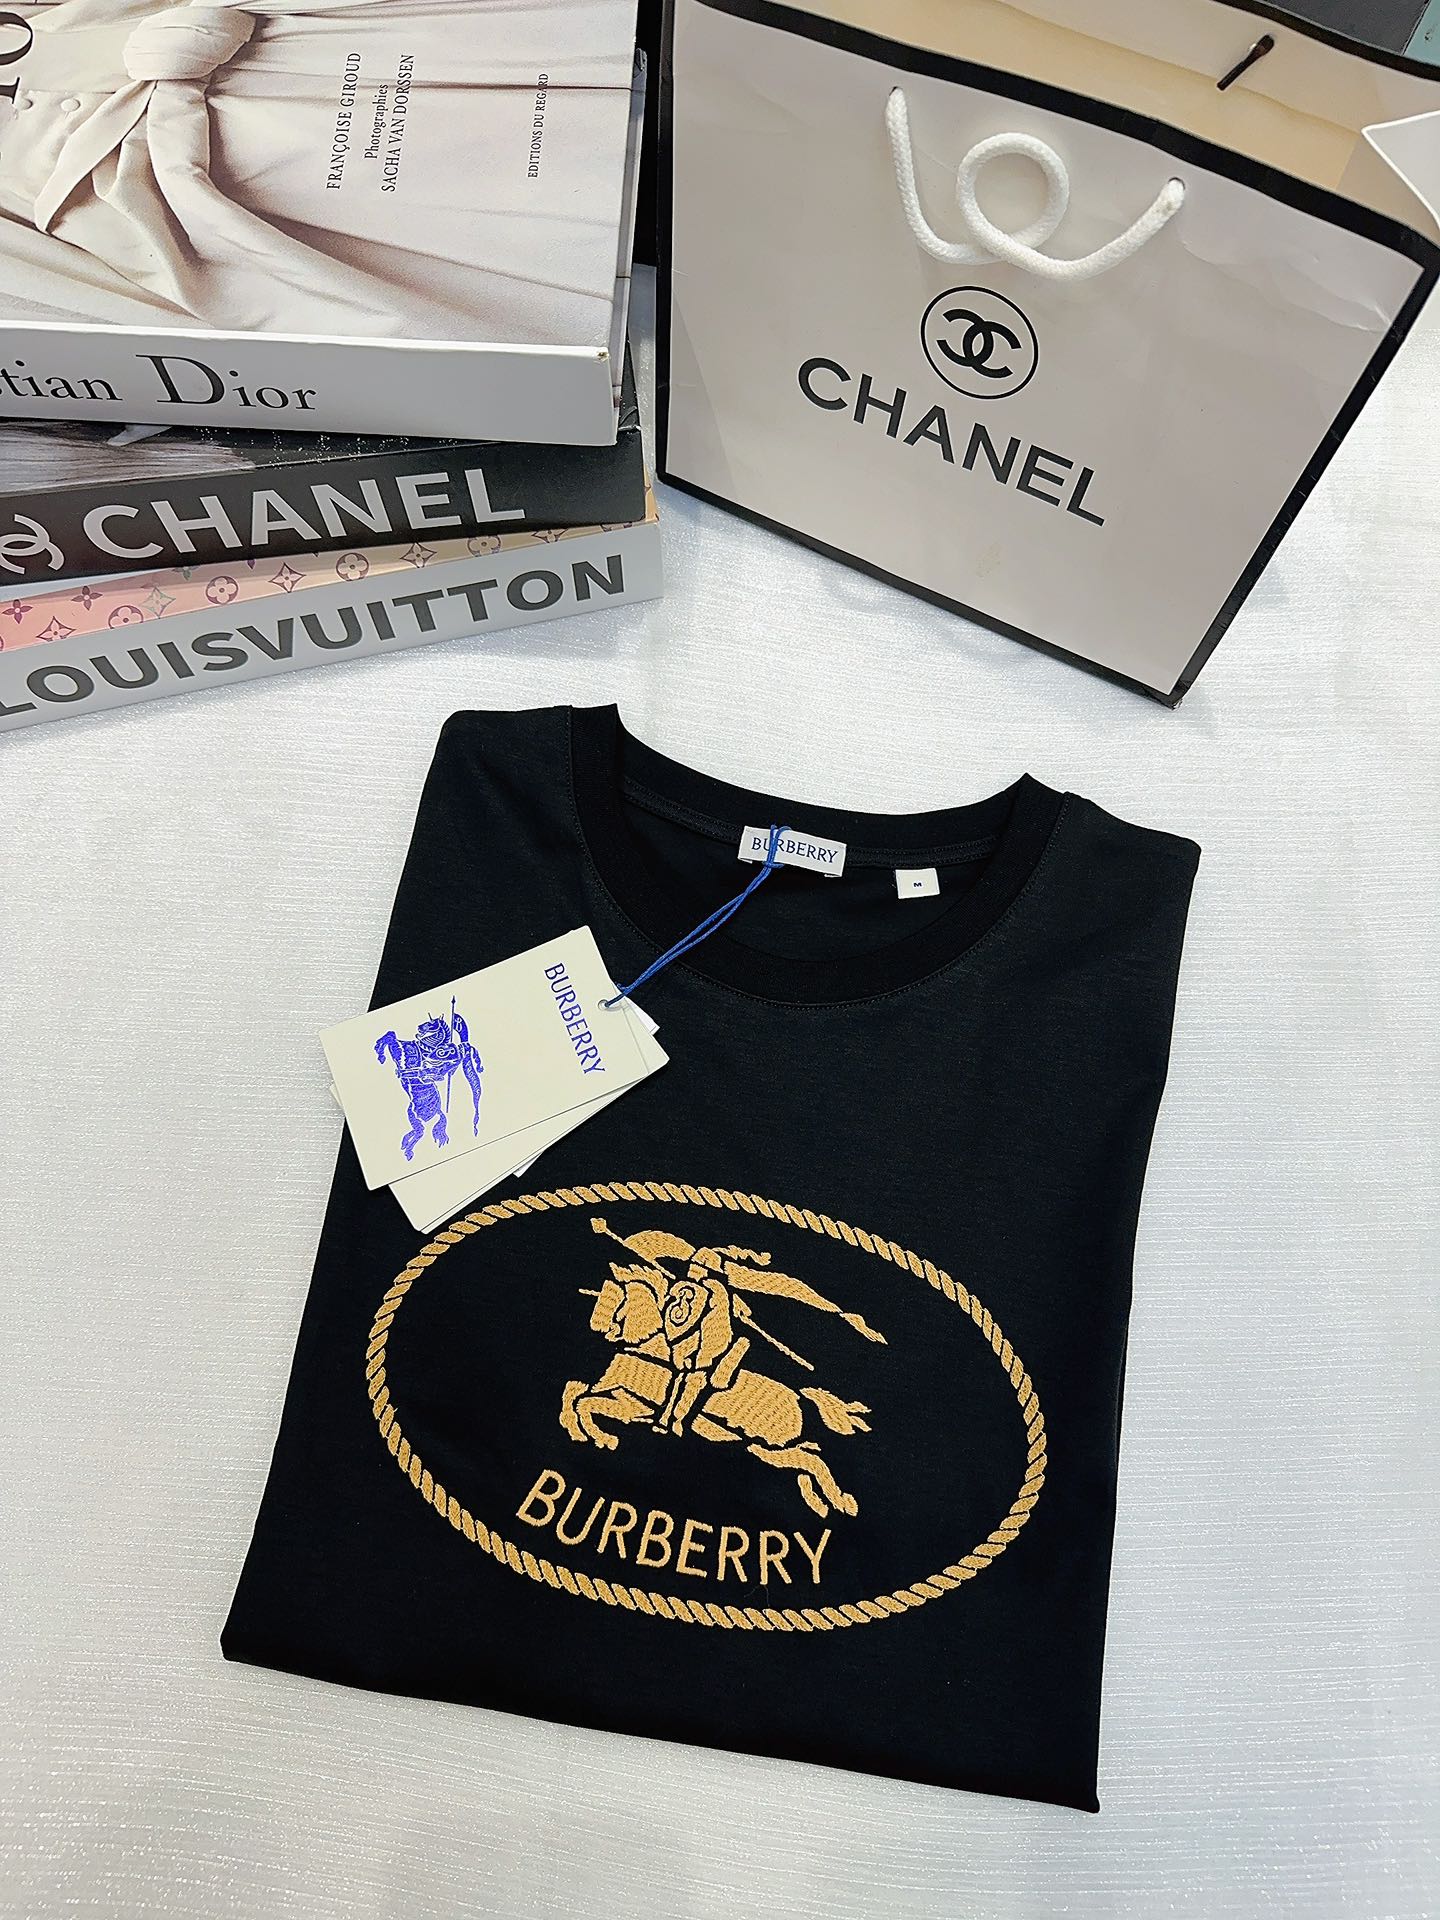 FRANÇOISE GIROUD
Photographies
SACHA VAN DORSSEN
EDITIONS DU REGARD
Dior
CHANEL
LOUISVUITTON
CHANEL
BURBERRY
M
BURBERRY
BURBERRY